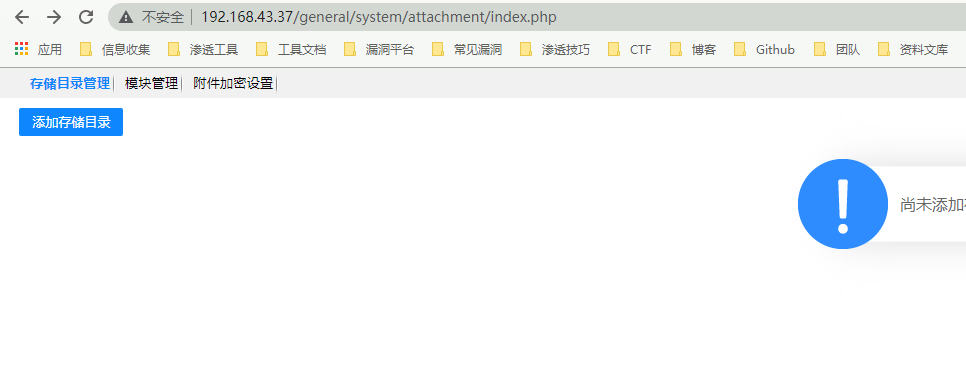 不安全 192.168.43.37/general/system/attachment/index.php
应用 信息收集 渗透工具 工具文档 漏洞平台 常见漏洞 渗透技巧 CTF 博客 Github 团队 资料文库
存储目录管理 模块管理 附件加密设置
添加存储目录
尚未添加